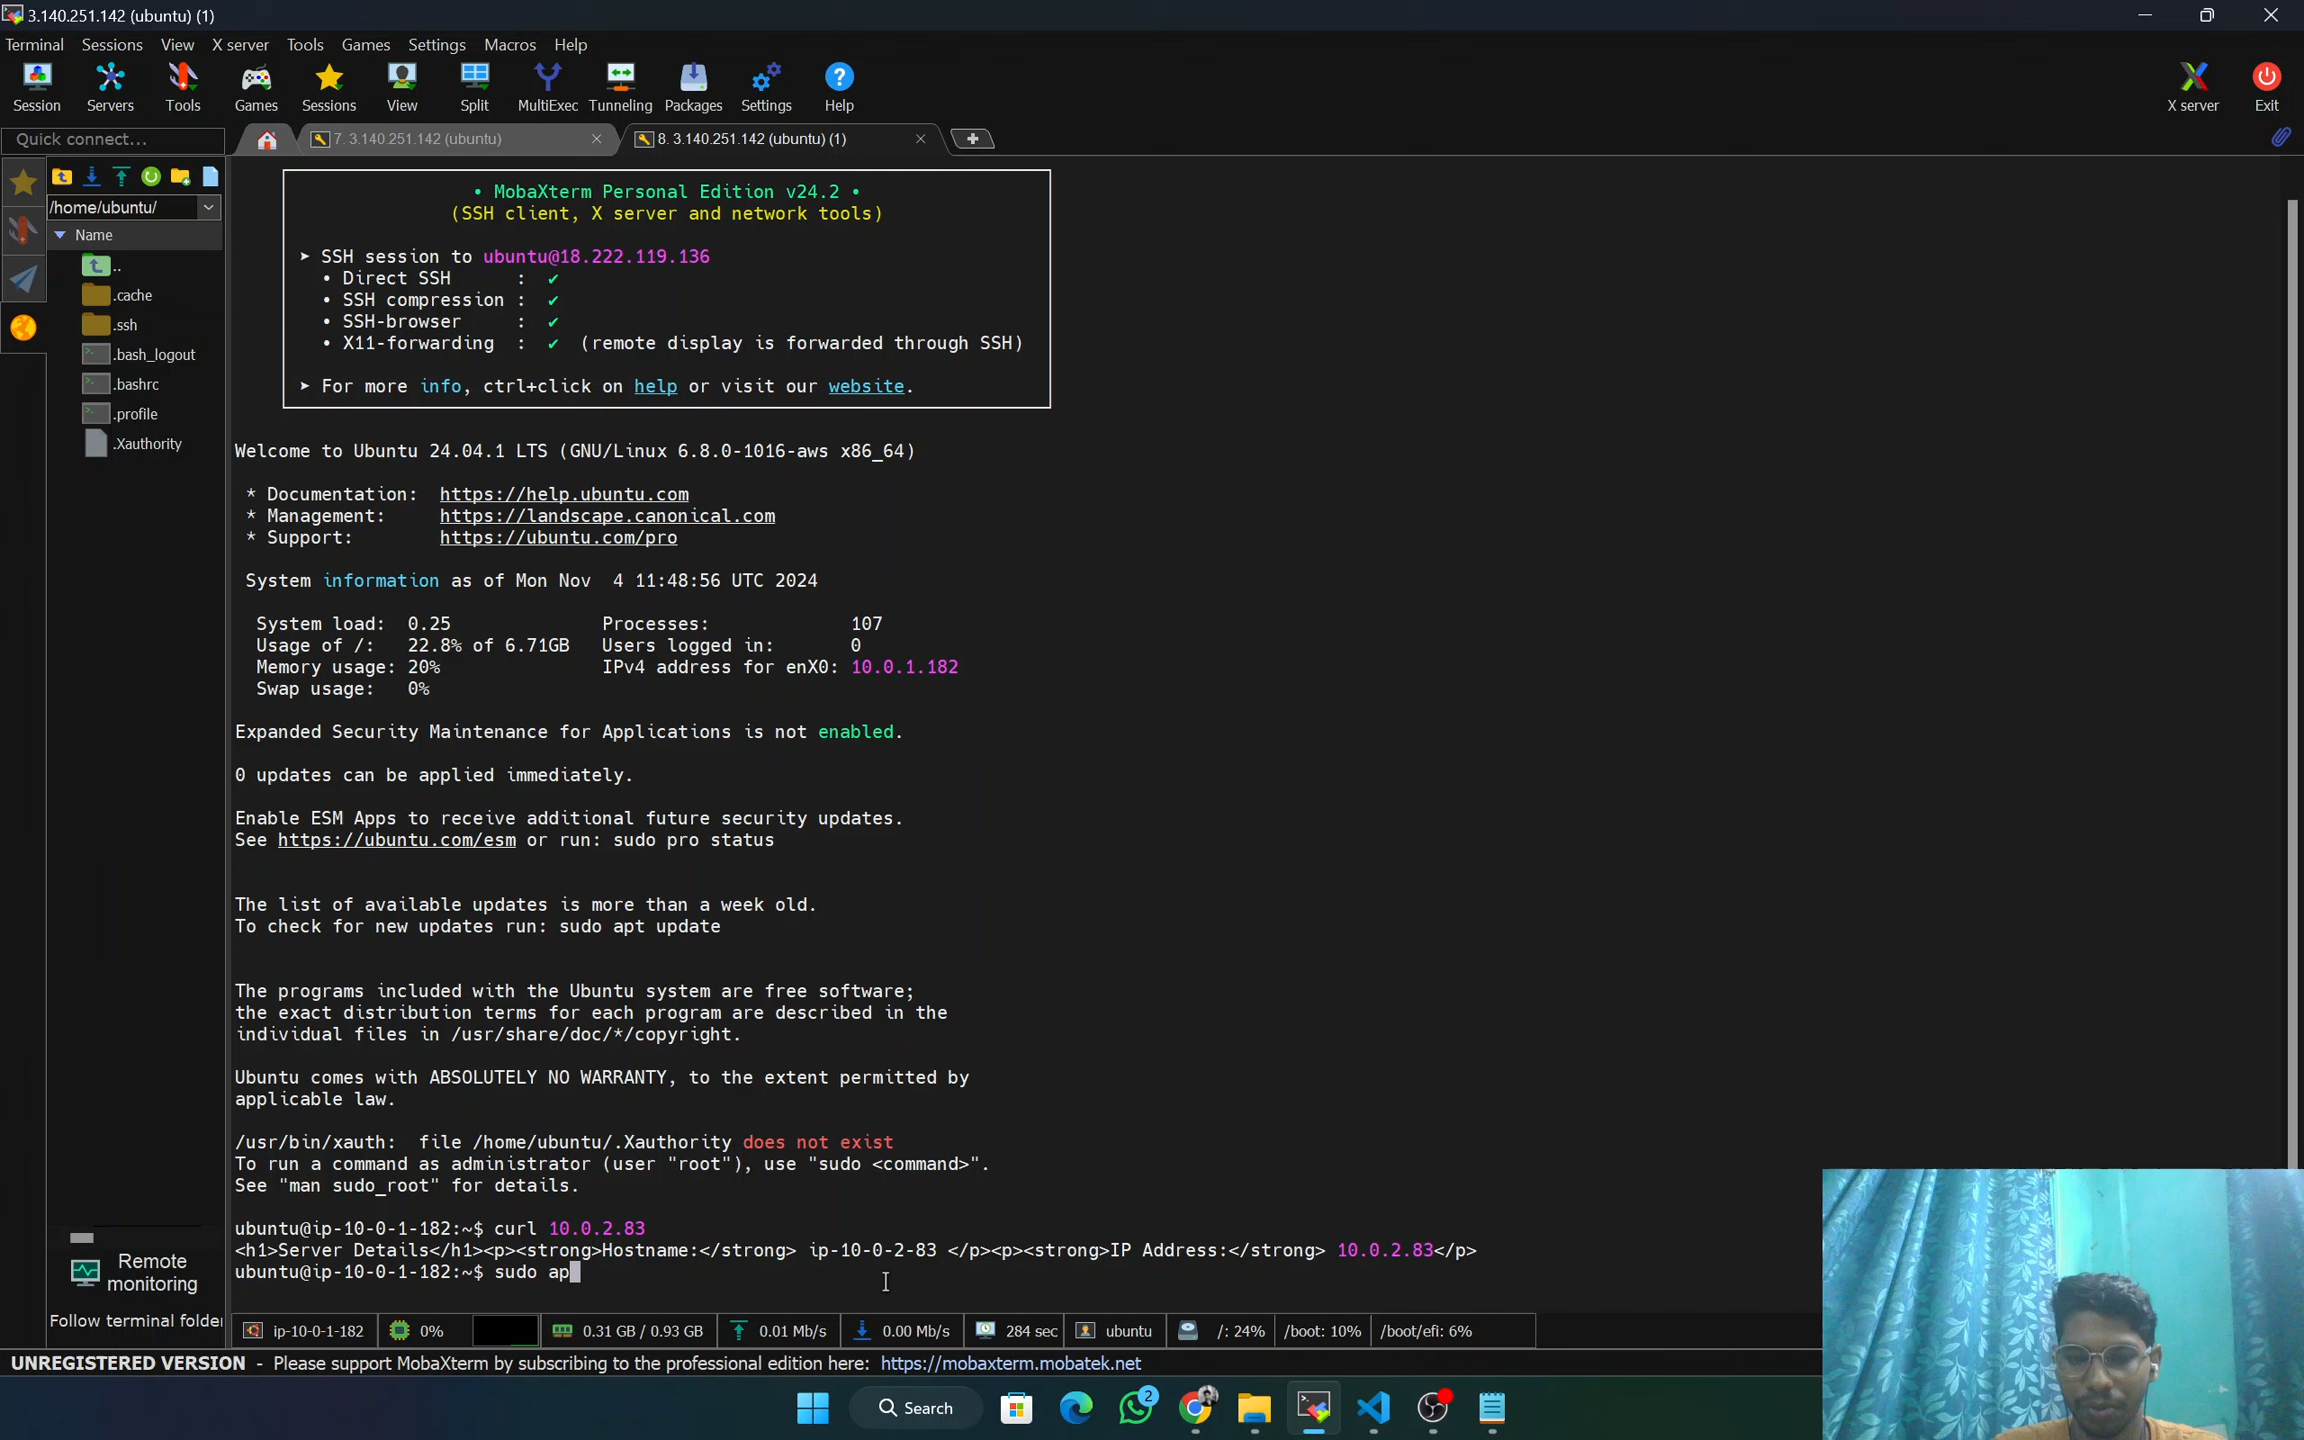 3.140.251.142 (ubuntu) (1)
Terminal Sessions View X server Tools Games Settings Macros Help
Session Servers Tools Games Sessions View Split MultiExec Tunneling Packages Settings Help X server Exit
Quick connect... 7. 3.140.251.142 (ubuntu) 8. 3.140.251.142 (ubuntu) (1)
/home/ubuntu/
Name
..
.cache
.ssh
.bash_logout
.bashrc
.profile
.Xauthority
• MobaXterm Personal Edition v24.2 •
(SSH client, X server and network tools)
➤ SSH session to ubuntu@18.222.119.136
• Direct SSH : ✔
• SSH compression : ✔
• SSH-browser : ✔
• X11-forwarding : ✔ (remote display is forwarded through SSH)
➤ For more info, ctrl+click on help or visit our website.
Welcome to Ubuntu 24.04.1 LTS (GNU/Linux 6.8.0-1016-aws x86_64)
* Documentation: https://help.ubuntu.com
* Management: https://landscape.canonical.com
* Support: https://ubuntu.com/pro
System information as of Mon Nov 4 11:48:56 UTC 2024
System load: 0.25 Processes: 107
Usage of /: 22.8% of 6.71GB Users logged in: 0
Memory usage: 20% IPv4 address for enX0: 10.0.1.182
Swap usage: 0%
Expanded Security Maintenance for Applications is not enabled.
0 updates can be applied immediately.
Enable ESM Apps to receive additional future security updates.
See https://ubuntu.com/esm or run: sudo pro status
The list of available updates is more than a week old.
To check for new updates run: sudo apt update
The programs included with the Ubuntu system are free software;
the exact distribution terms for each program are described in the
individual files in /usr/share/doc/*/copyright.
Ubuntu comes with ABSOLUTELY NO WARRANTY, to the extent permitted by
applicable law.
/usr/bin/xauth: file /home/ubuntu/.Xauthority does not exist
To run a command as administrator (user "root"), use "sudo <command>".
See "man sudo_root" for details.
ubuntu@ip-10-0-1-182:~$ curl 10.0.2.83
<h1>Server Details</h1><p><strong>Hostname:</strong> ip-10-0-2-83 </p><p><strong>IP Address:</strong> 10.0.2.83</p>
ubuntu@ip-10-0-1-182:~$ sudo ap
Remote
monitoring
Follow terminal folder
ip-10-0-1-182 0% 0.31 GB / 0.93 GB 0.01 Mb/s 0.00 Mb/s 284 sec ubuntu /: 24% /boot: 10% /boot/efi: 6%
UNREGISTERED VERSION - Please support MobaXterm by subscribing to the professional edition here: https://mobaxterm.mobatek.net
Search
2